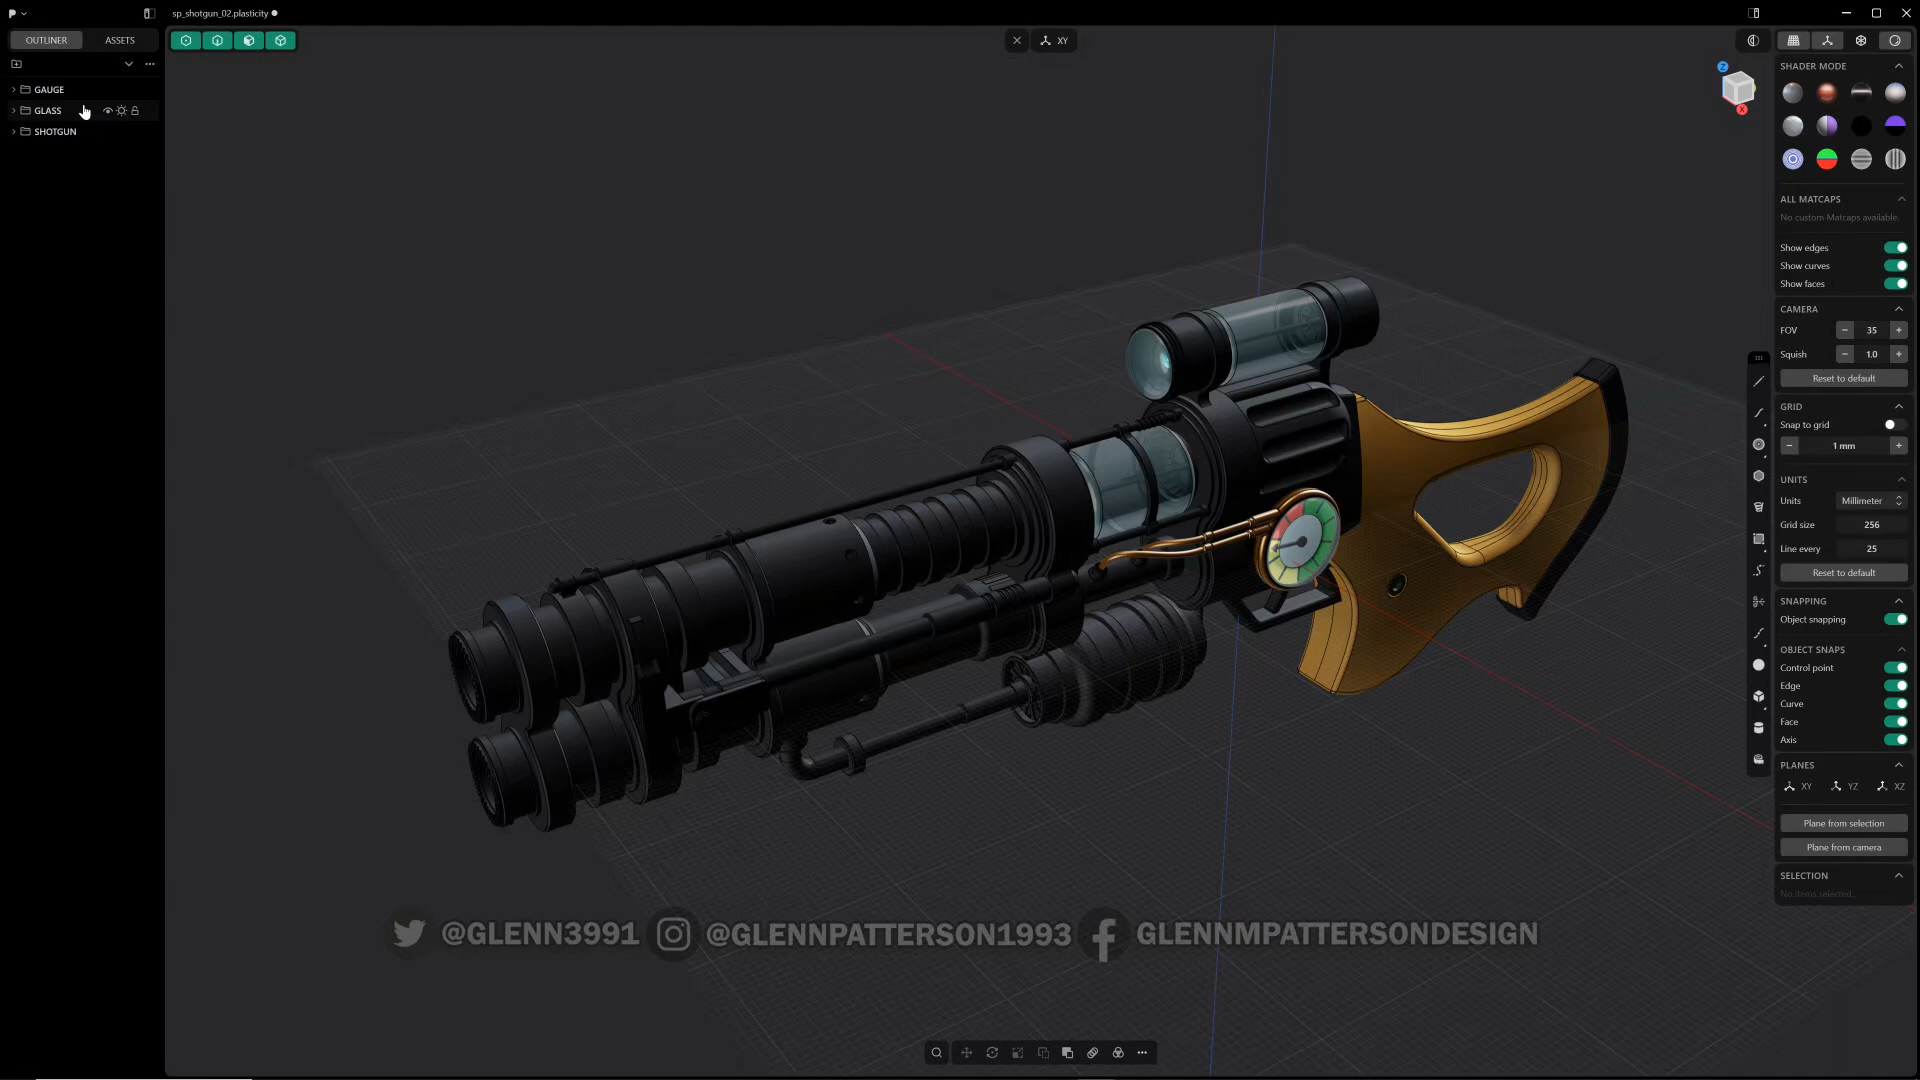 sp_shotgun_02.plasticity
OUTLINER ASSETS
XY
GAUGE
GLASS
SHOTGUN
Z
X
SHADER MODE
ALL MATCAPS
No custom Matcaps available.
Show edges
Show curves
Show faces
CAMERA
FOV 35
Squish 1.0
Reset to default
GRID
Snap to grid
1 mm
UNITS
Units Millimeter
Grid size 256
Line every 25
Reset to default
SNAPPING
Object snapping
OBJECT SNAPS
Control point
Edge
Curve
Face
Axis
PLANES
XY YZ XZ
Plane from selection
Plane from camera
SELECTION
No items selected.
@GLENN3991 @GLENNPATTERSON1993 GLENNMPATTERSONDESIGN